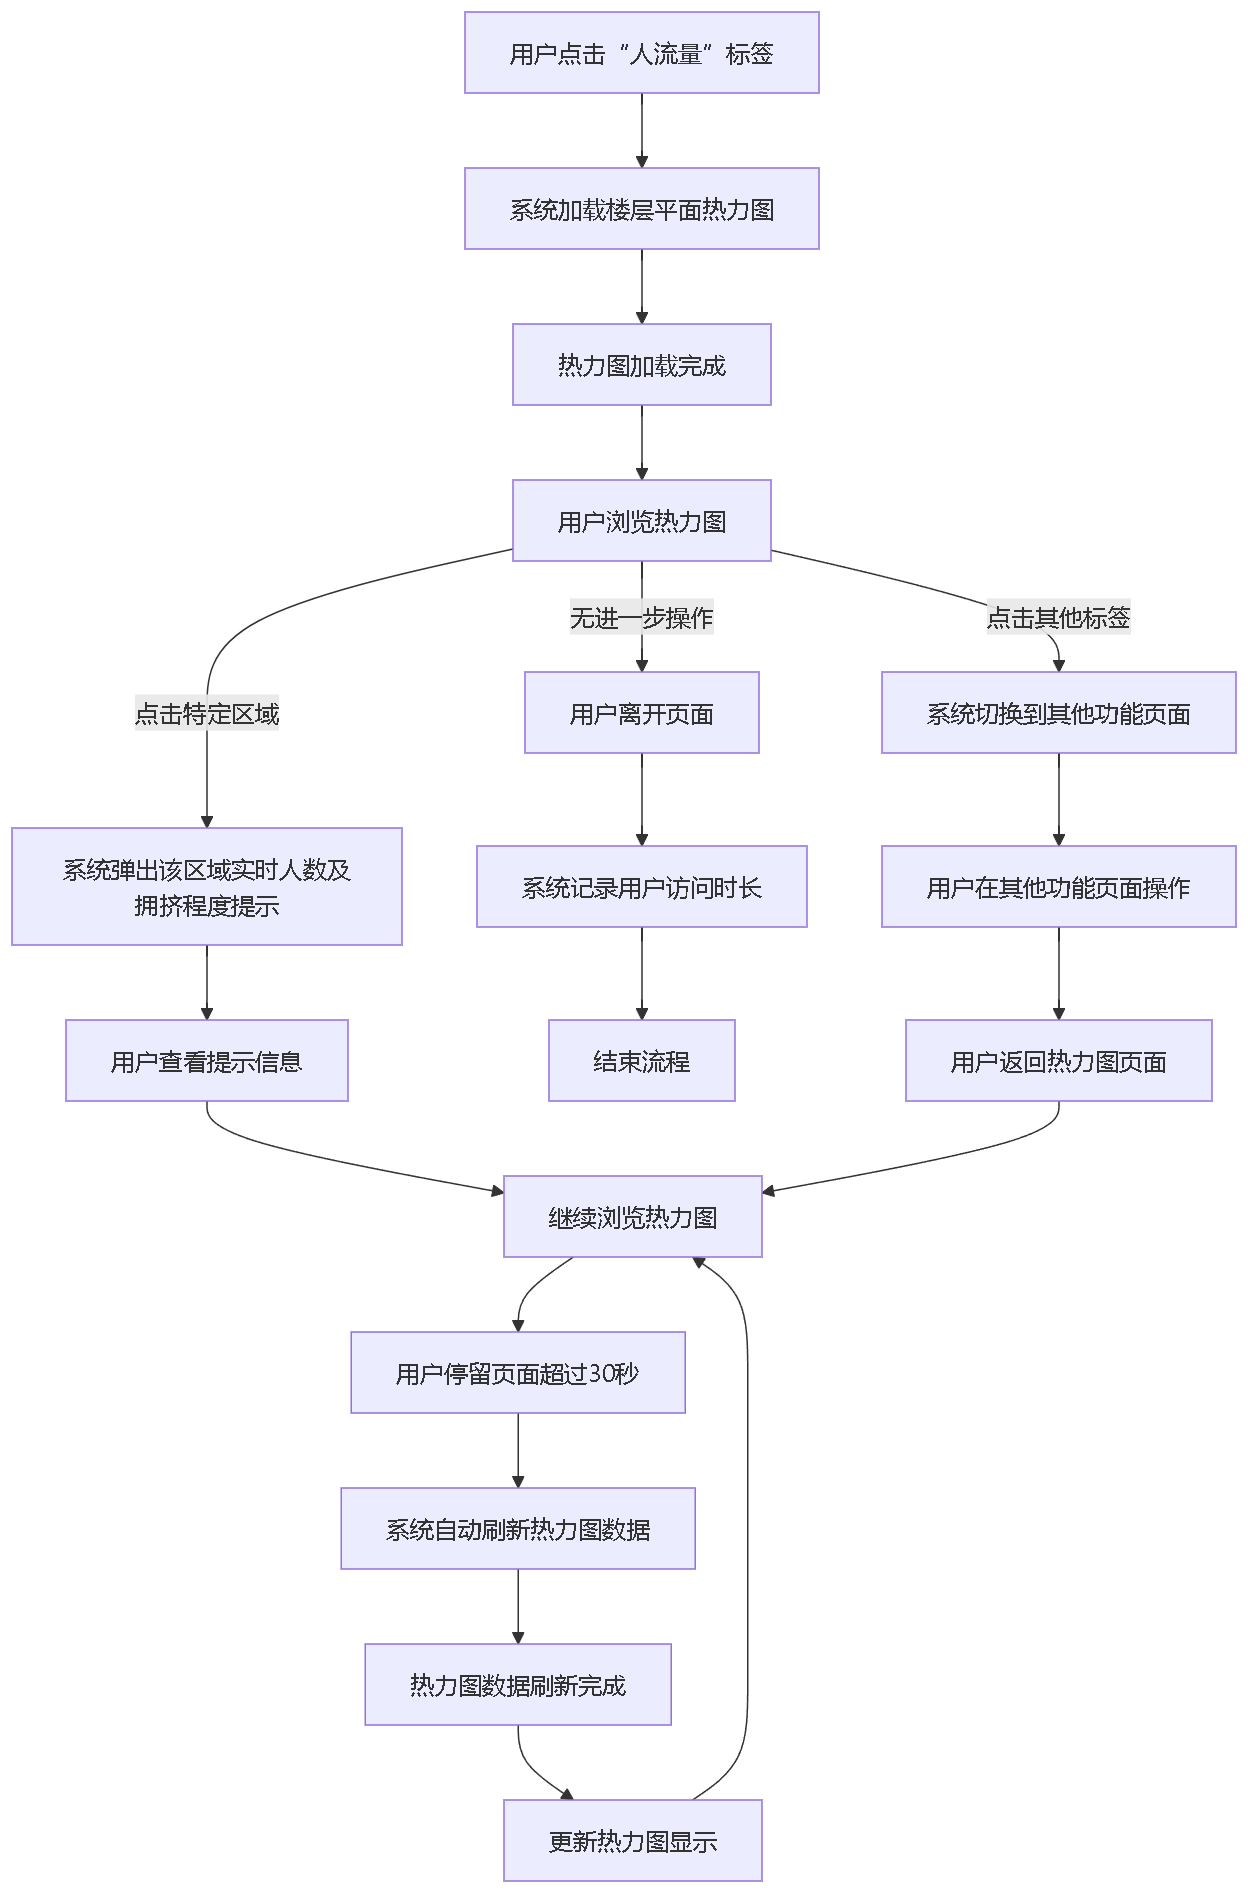 用户点击“人流量”标签
系统加载楼层平面热力图
热力图加载完成
用户浏览热力图
无进一步操作
点击其他标签
点击特定区域
用户离开页面
系统切换到其他功能页面
系统弹出该区域实时人数及
拥挤程度提示
系统记录用户访问时长
用户在其他功能页面操作
用户查看提示信息
结束流程
用户返回热力图页面
继续浏览热力图
用户停留页面超过30秒
系统自动刷新热力图数据
热力图数据刷新完成
更新热力图显示